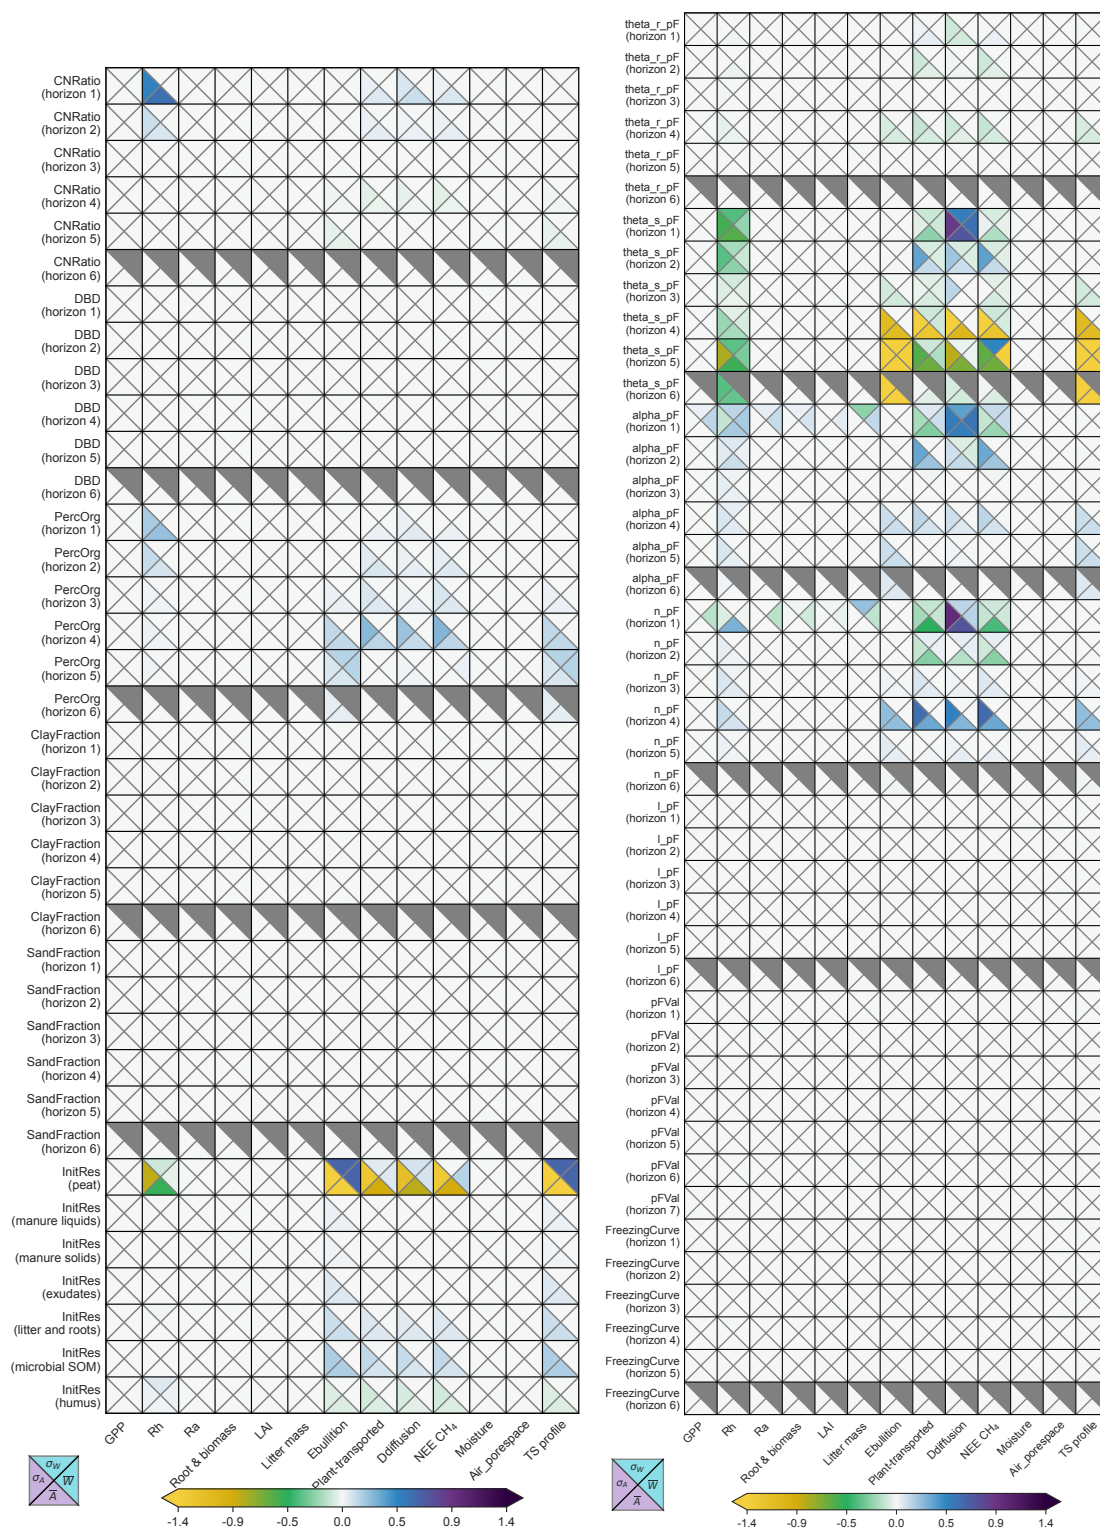 CNRatio
(horizon 1)
CNRatio
(horizon 2)
CNRatio
(horizon 3)
CNRatio
(horizon 4)
CNRatio
(horizon 5)
CNRatio
(horizon 6)
DBD
(horizon 1)
DBD
(horizon 2)
DBD
(horizon 3)
DBD
(horizon 4)
DBD
(horizon 5)
DBD
(horizon 6)
PercOrg
(horizon 1)
PercOrg
(horizon 2)
PercOrg
(horizon 3)
PercOrg
(horizon 4)
PercOrg
(horizon 5)
PercOrg
(horizon 6)
ClayFraction
(horizon 1)
ClayFraction
(horizon 2)
ClayFraction
(horizon 3)
ClayFraction
(horizon 4)
ClayFraction
(horizon 5)
ClayFraction
(horizon 6)
SandFraction
(horizon 1)
SandFraction
(horizon 2)
SandFraction
(horizon 3)
SandFraction
(horizon 4)
SandFraction
(horizon 5)
SandFraction
(horizon 6)
InitRes
(peat)
InitRes
(manure liquids)
InitRes
(manure solids)
InitRes
(exudates)
InitRes
(litter and roots)
InitRes
(microbial SOM)
InitRes
(humus)
GPP
Rh
Ra
Root & biomass
LAI
Litter mass
Ebullition
Plant-transported
Ddiffusion
NEE CH₄
Moisture
Air_porespace
TS profile
σ_W
σ_A
W̅
A̅
-1.4 -0.9 -0.5 0.0 0.5 0.9 1.4
theta_r_pF
(horizon 1)
theta_r_pF
(horizon 2)
theta_r_pF
(horizon 3)
theta_r_pF
(horizon 4)
theta_r_pF
(horizon 5)
theta_r_pF
(horizon 6)
theta_s_pF
(horizon 1)
theta_s_pF
(horizon 2)
theta_s_pF
(horizon 3)
theta_s_pF
(horizon 4)
theta_s_pF
(horizon 5)
theta_s_pF
(horizon 6)
alpha_pF
(horizon 1)
alpha_pF
(horizon 2)
alpha_pF
(horizon 3)
alpha_pF
(horizon 4)
alpha_pF
(horizon 5)
alpha_pF
(horizon 6)
n_pF
(horizon 1)
n_pF
(horizon 2)
n_pF
(horizon 3)
n_pF
(horizon 4)
n_pF
(horizon 5)
n_pF
(horizon 6)
l_pF
(horizon 1)
l_pF
(horizon 2)
l_pF
(horizon 3)
l_pF
(horizon 4)
l_pF
(horizon 5)
l_pF
(horizon 6)
pFVal
(horizon 1)
pFVal
(horizon 2)
pFVal
(horizon 3)
pFVal
(horizon 4)
pFVal
(horizon 5)
pFVal
(horizon 6)
pFVal
(horizon 7)
FreezingCurve
(horizon 1)
FreezingCurve
(horizon 2)
FreezingCurve
(horizon 3)
FreezingCurve
(horizon 4)
FreezingCurve
(horizon 5)
FreezingCurve
(horizon 6)
GPP
Rh
Ra
Root & biomass
LAI
Litter mass
Ebullition
Plant-transported
Ddiffusion
NEE CH₄
Moisture
Air_porespace
TS profile
σ_W
σ_A
W̅
A̅
-1.4 -0.9 -0.5 0.0 0.5 0.9 1.4